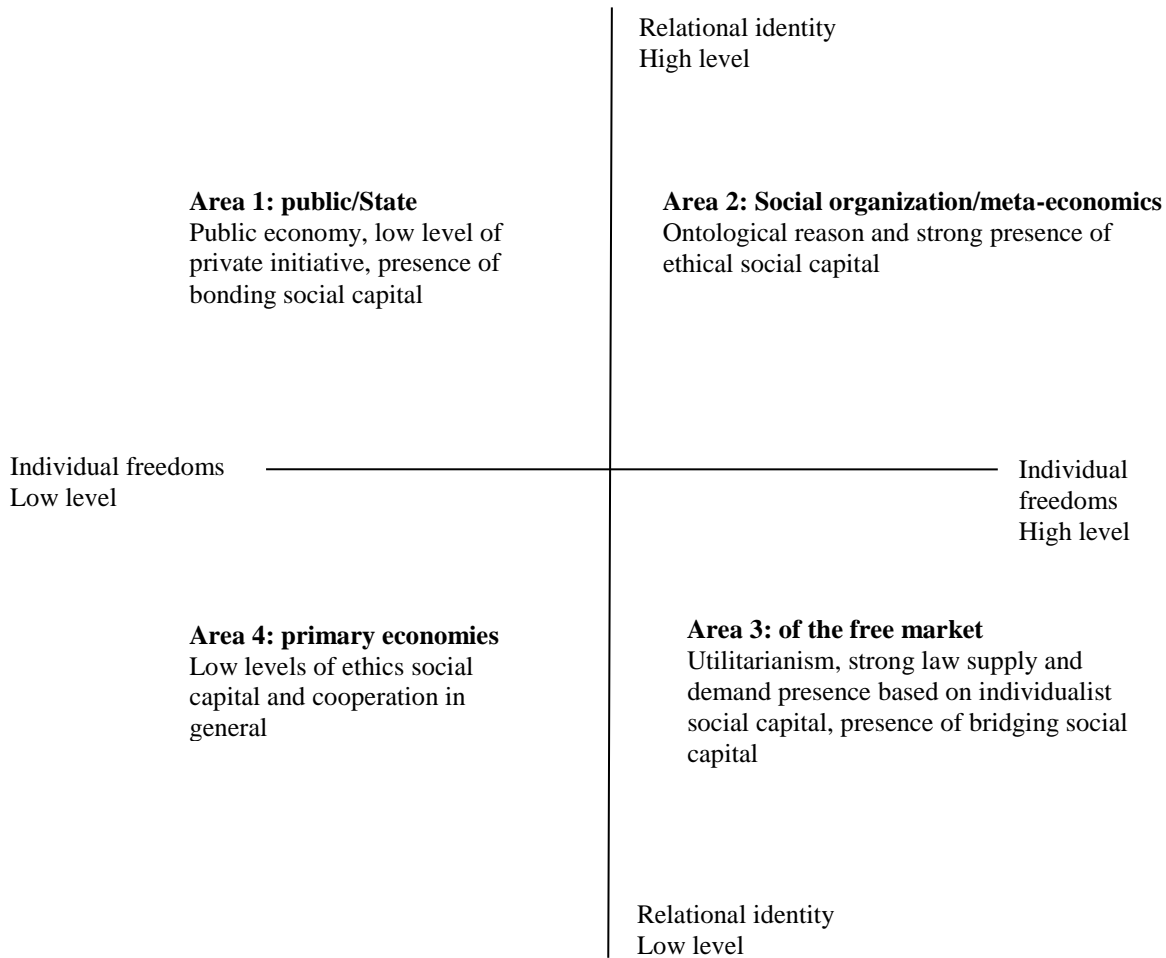 Relational identity
High level
Area 1: public/State
Public economy, low level of
private initiative, presence of
bonding social capital
Area 2: Social organization/meta-economics
Ontological reason and strong presence of
ethical social capital
Individual freedoms
Low level
Individual
freedoms
High level
Area 4: primary economies
Low levels of ethics social
capital and cooperation in
general
Area 3: of the free market
Utilitarianism, strong law supply and
demand presence based on individualist
social capital, presence of bridging social
capital
Relational identity
Low level